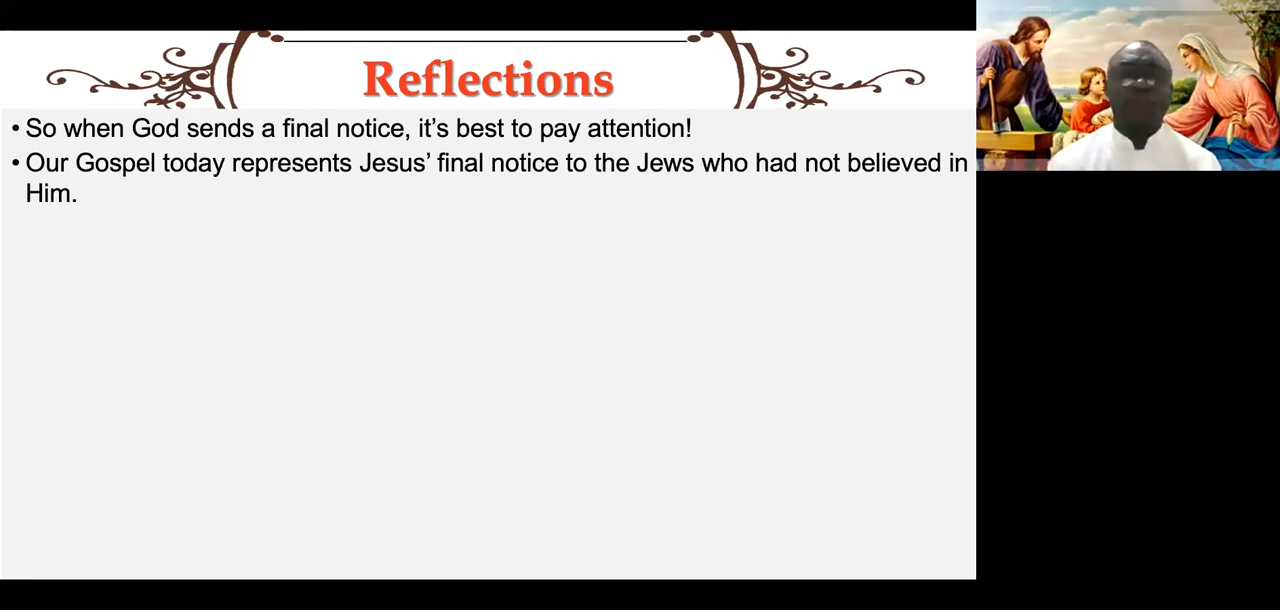 Reflections
• So when God sends a final notice, it’s best to pay attention!
• Our Gospel today represents Jesus’ final notice to the Jews who had not believed in
Him.